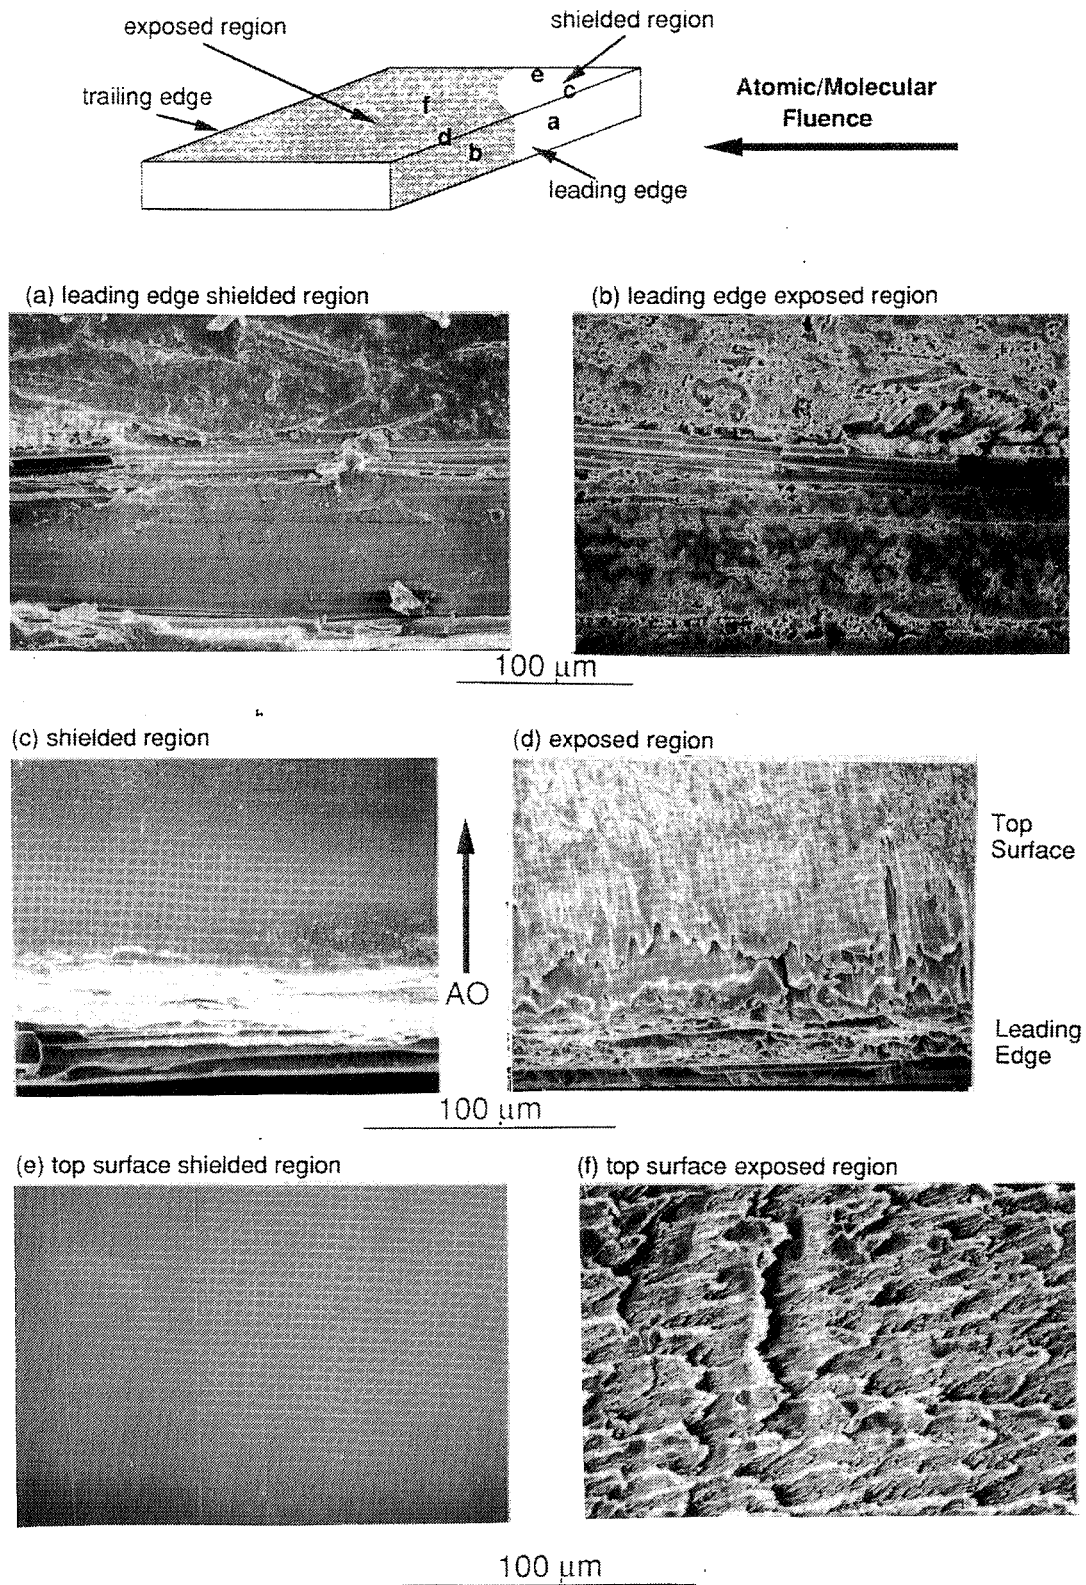 exposed region
shielded region
trailing edge
e
c
f
a
d
b
Atomic/Molecular
Fluence
leading edge
(a) leading edge shielded region
(b) leading edge exposed region
100 µm
(c) shielded region
(d) exposed region
AO
Top
Surface
Leading
Edge
100 µm
(e) top surface shielded region
(f) top surface exposed region
100 µm